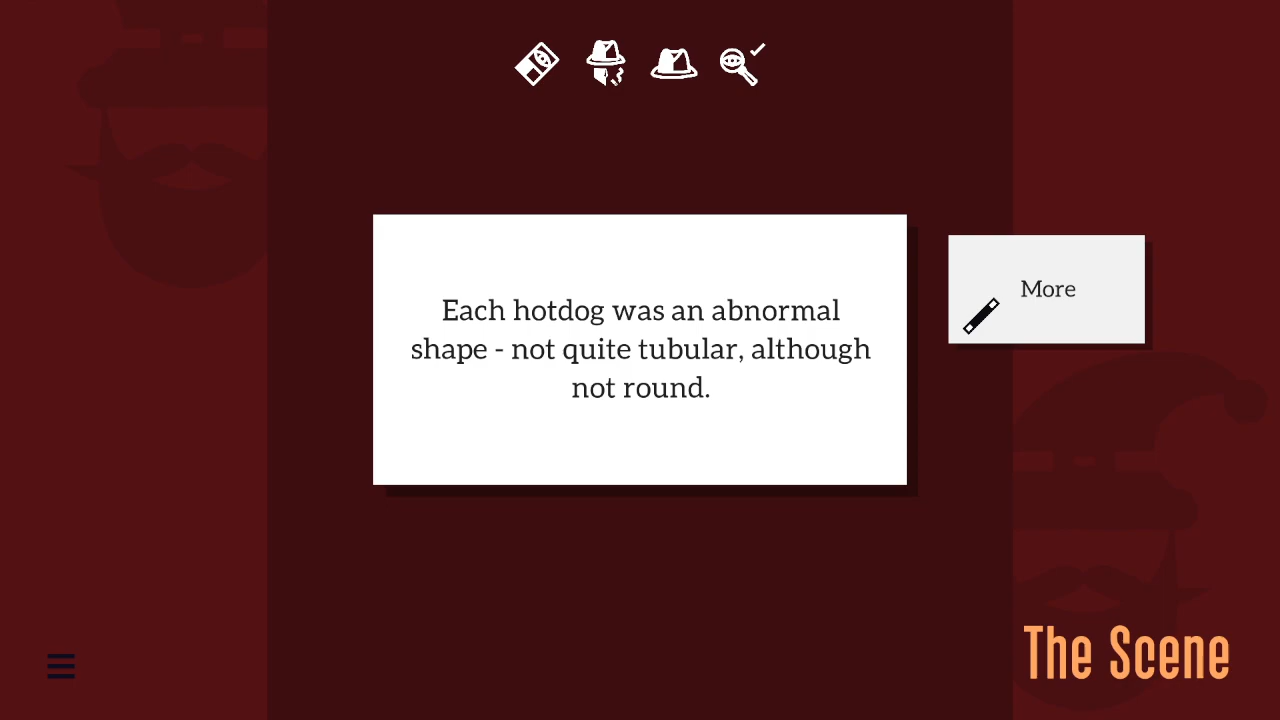 Each hotdog was an abnormal
shape - not quite tubular, although
not round.
More
The Scene